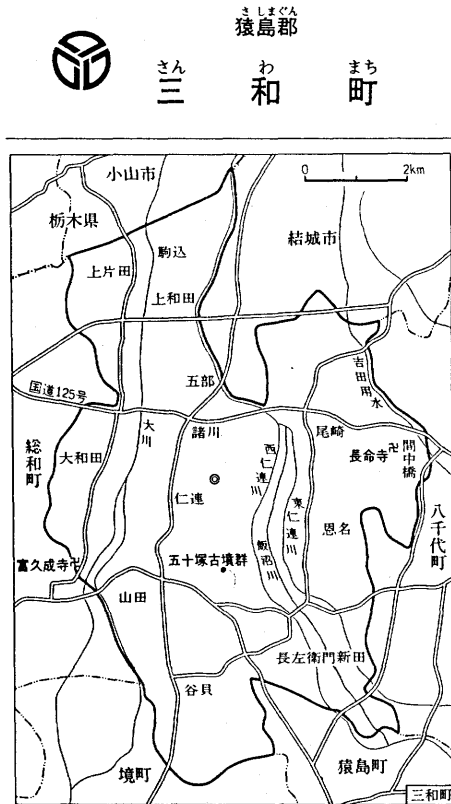 さしまぐん
猿島郡
さん わ まち
三和町
0 2km
小山市
栃木県
結城市
駒込
上片田
上和田
吉田用水
五部
国道125号
諸川
尾崎
大川
総和町
大和田
西仁連川
長命寺卍
間中橋
仁連
東仁連川
飯沼川
恩名
八千代町
五十塚古墳群
富久成寺卍
山田
長左衛門新田
谷貝
境町
猿島町
三和町